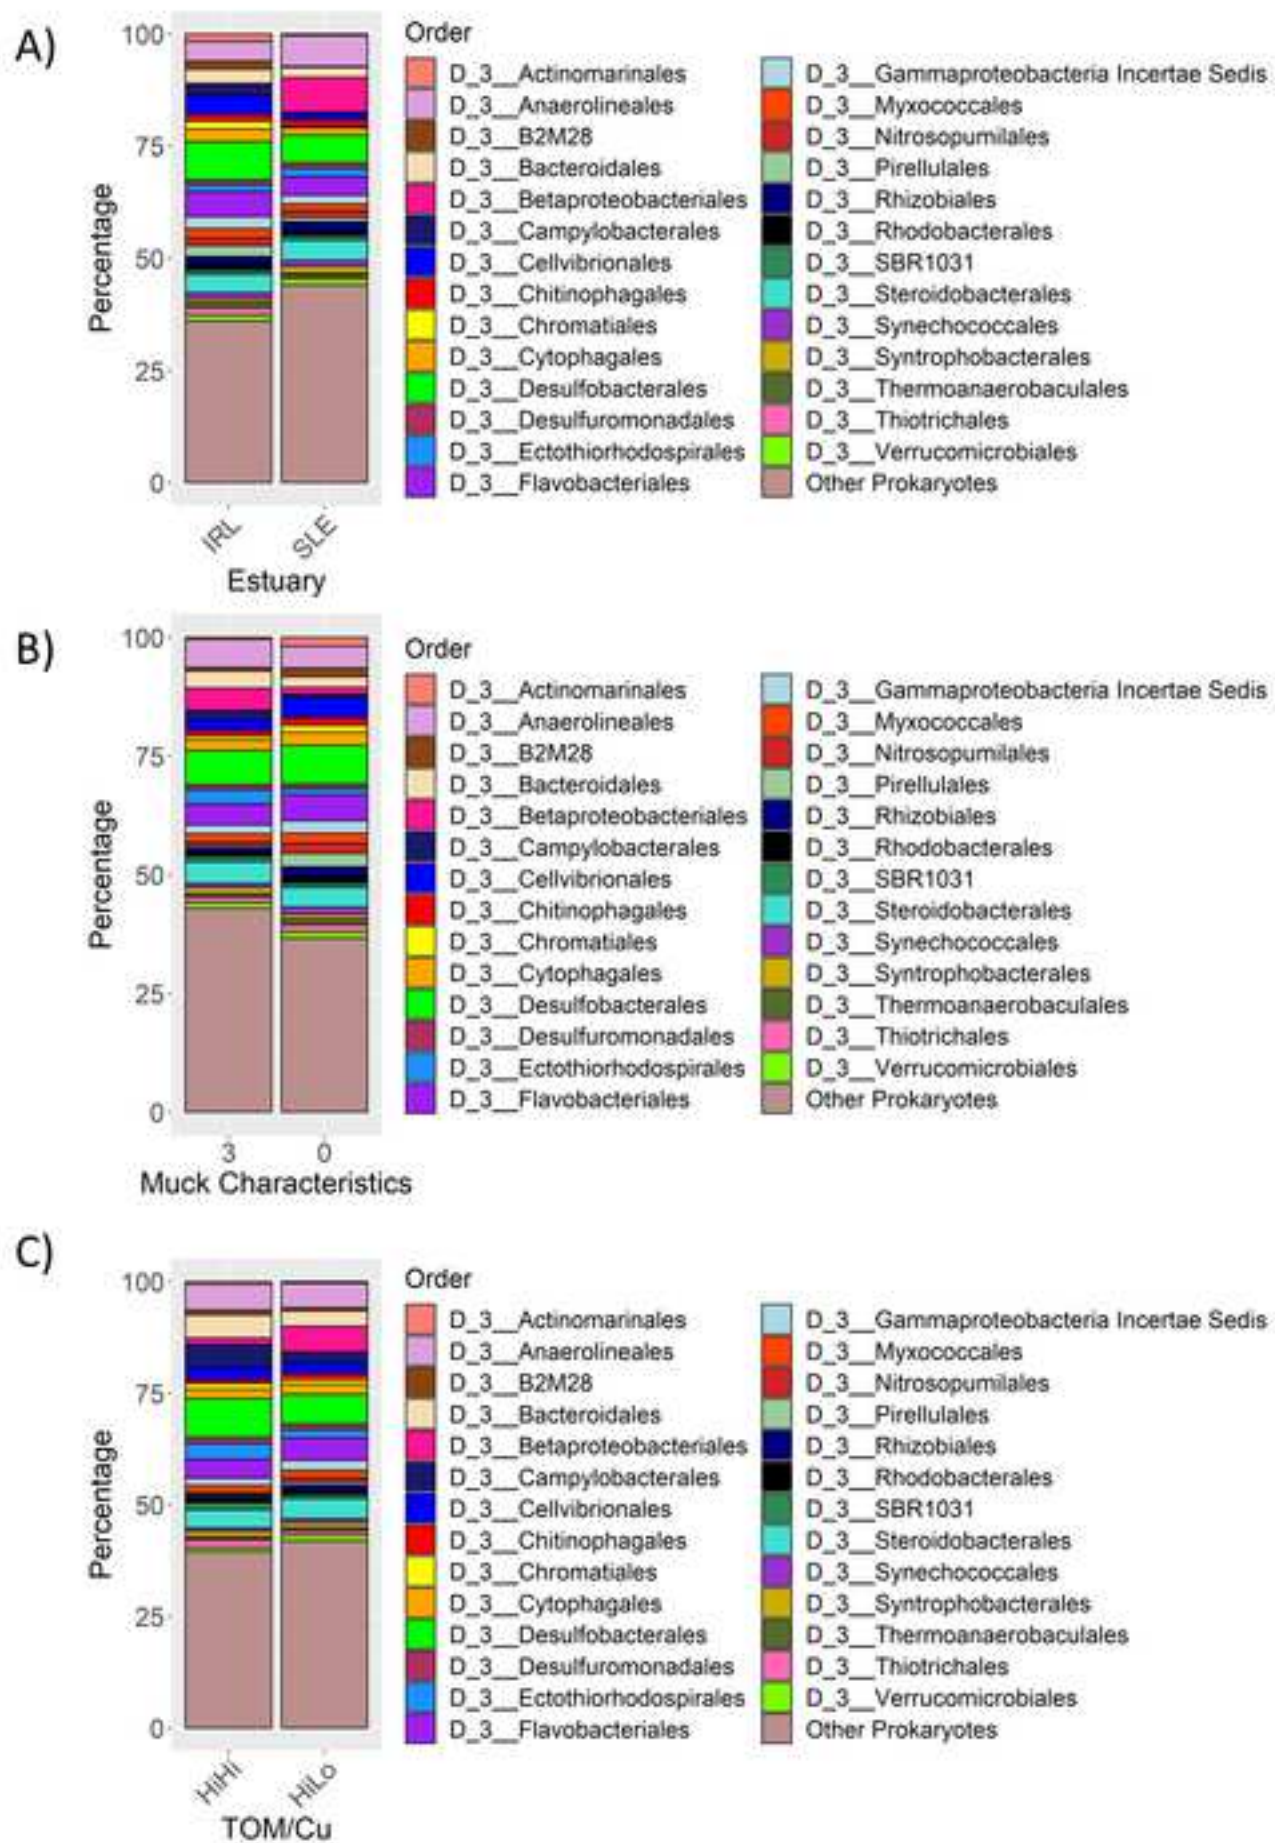 A)
Order
100
75
50
25
0
Percentage
IRL
SLE
Estuary
D_3__Actinomarinales
D_3__Anaerolineales
D_3__B2M28
D_3__Bacteroidales
D_3__Betaproteobacteriales
D_3__Campylobacterales
D_3__Cellvibrionales
D_3__Chitinophagales
D_3__Chromatiales
D_3__Cytophagales
D_3__Desulfobacterales
D_3__Desulfuromonadales
D_3__Ectothiorhodospirales
D_3__Flavobacteriales
D_3__Gammaproteobacteria Incertae Sedis
D_3__Myxococcales
D_3__Nitrosopumilales
D_3__Pirellulales
D_3__Rhizobiales
D_3__Rhodobacterales
D_3__SBR1031
D_3__Steroidobacterales
D_3__Synechococcales
D_3__Syntrophobacterales
D_3__Thermoanaerobaculales
D_3__Thiotrichales
D_3__Verrucomicrobiales
Other Prokaryotes
B)
Order
100
75
50
25
0
Percentage
3
0
Muck Characteristics
D_3__Actinomarinales
D_3__Anaerolineales
D_3__B2M28
D_3__Bacteroidales
D_3__Betaproteobacteriales
D_3__Campylobacterales
D_3__Cellvibrionales
D_3__Chitinophagales
D_3__Chromatiales
D_3__Cytophagales
D_3__Desulfobacterales
D_3__Desulfuromonadales
D_3__Ectothiorhodospirales
D_3__Flavobacteriales
D_3__Gammaproteobacteria Incertae Sedis
D_3__Myxococcales
D_3__Nitrosopumilales
D_3__Pirellulales
D_3__Rhizobiales
D_3__Rhodobacterales
D_3__SBR1031
D_3__Steroidobacterales
D_3__Synechococcales
D_3__Syntrophobacterales
D_3__Thermoanaerobaculales
D_3__Thiotrichales
D_3__Verrucomicrobiales
Other Prokaryotes
C)
Order
100
75
50
25
0
Percentage
HiHi
HiLo
TOM/Cu
D_3__Actinomarinales
D_3__Anaerolineales
D_3__B2M28
D_3__Bacteroidales
D_3__Betaproteobacteriales
D_3__Campylobacterales
D_3__Cellvibrionales
D_3__Chitinophagales
D_3__Chromatiales
D_3__Cytophagales
D_3__Desulfobacterales
D_3__Desulfuromonadales
D_3__Ectothiorhodospirales
D_3__Flavobacteriales
D_3__Gammaproteobacteria Incertae Sedis
D_3__Myxococcales
D_3__Nitrosopumilales
D_3__Pirellulales
D_3__Rhizobiales
D_3__Rhodobacterales
D_3__SBR1031
D_3__Steroidobacterales
D_3__Synechococcales
D_3__Syntrophobacterales
D_3__Thermoanaerobaculales
D_3__Thiotrichales
D_3__Verrucomicrobiales
Other Prokaryotes